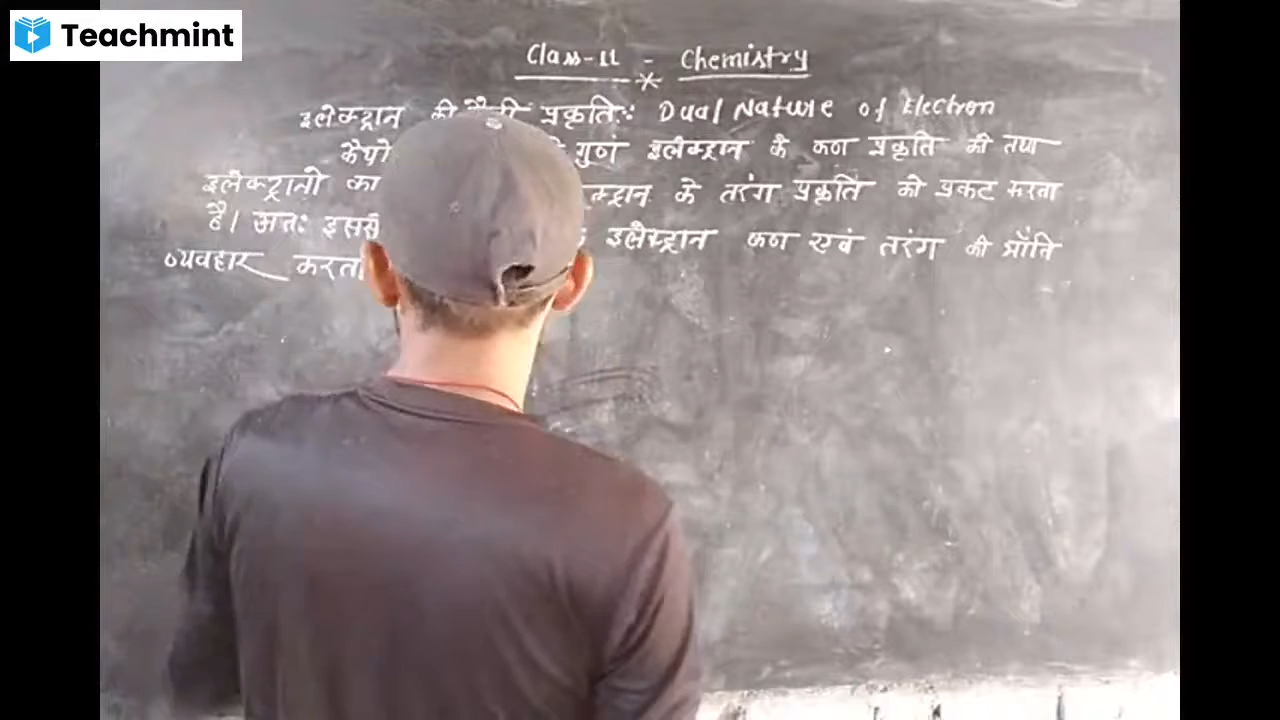 Teachmint
Class-11 - Chemistry
इलेक्ट्रान की प्रकृतिः Dual Nature of Electron
गुण इलेक्ट्रान के कण प्रकृति को तथा
इलेक्ट्रानो का के तरंग प्रकृति को प्रकट करता
है। अतः इससे इलेक्ट्रान कण एवं तरंग की भाँति
व्यवहार करता